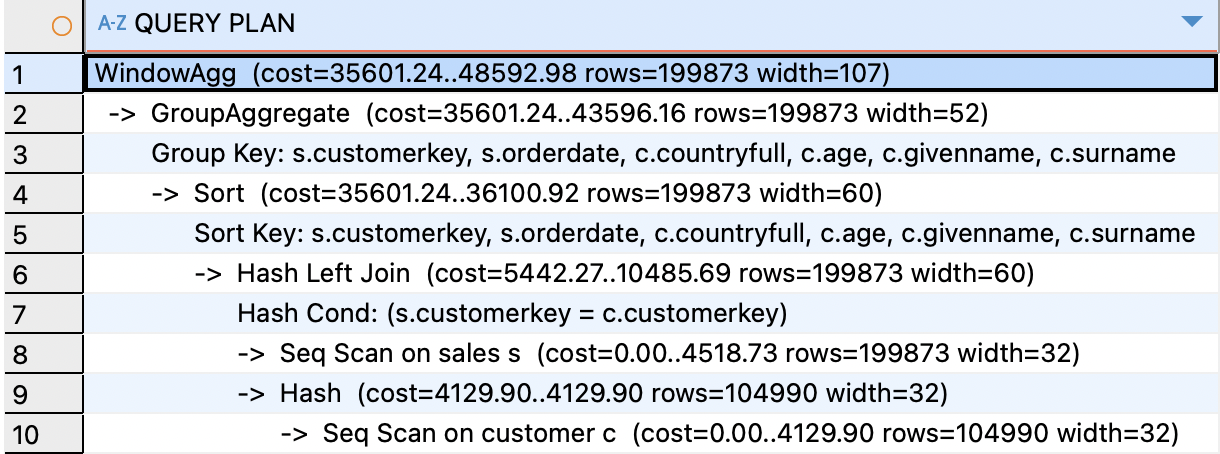 A-Z QUERY PLAN
1 WindowAgg (cost=35601.24..48592.98 rows=199873 width=107)
2 -> GroupAggregate (cost=35601.24..43596.16 rows=199873 width=52)
3 Group Key: s.customerkey, s.orderdate, c.countryfull, c.age, c.givenname, c.surname
4 -> Sort (cost=35601.24..36100.92 rows=199873 width=60)
5 Sort Key: s.customerkey, s.orderdate, c.countryfull, c.age, c.givenname, c.surname
6 -> Hash Left Join (cost=5442.27..10485.69 rows=199873 width=60)
7 Hash Cond: (s.customerkey = c.customerkey)
8 -> Seq Scan on sales s (cost=0.00..4518.73 rows=199873 width=32)
9 -> Hash (cost=4129.90..4129.90 rows=104990 width=32)
10 -> Seq Scan on customer c (cost=0.00..4129.90 rows=104990 width=32)